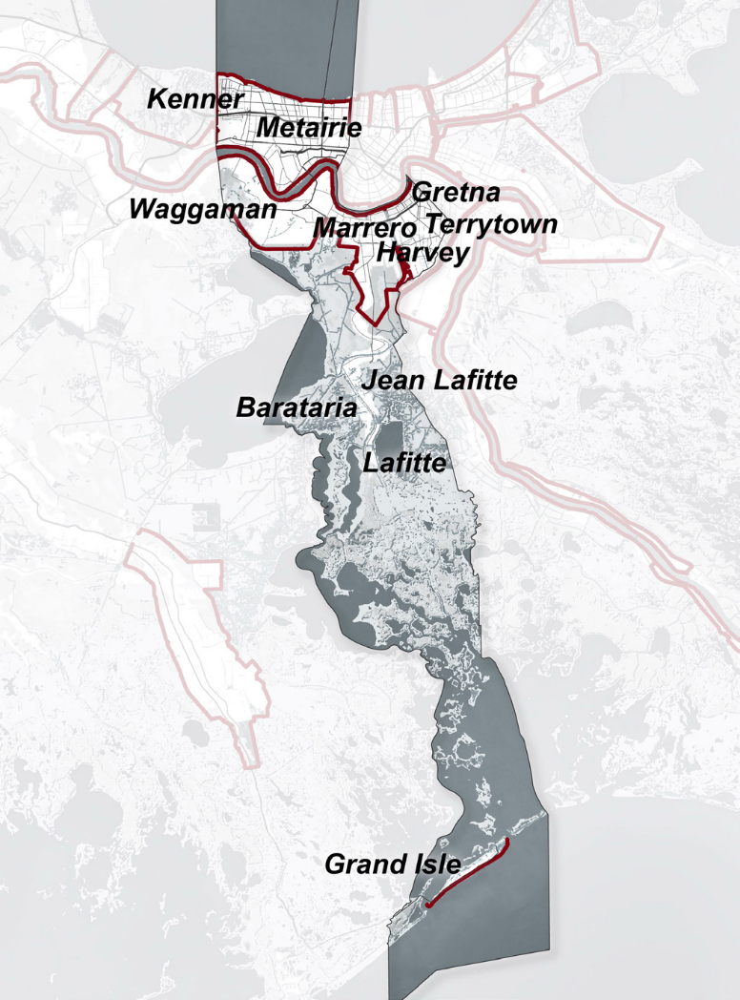 Kenner
Metairie
Gretna
Waggaman
Marrero
Terrytown
Harvey
Jean Lafitte
Barataria
Lafitte
Grand Isle